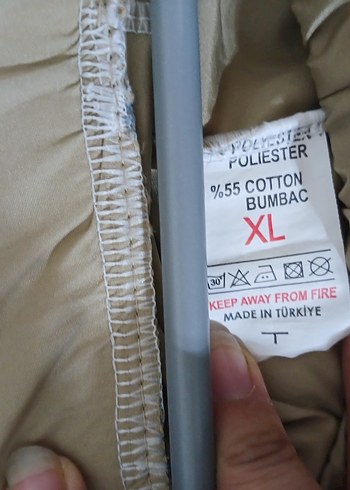 POLYESTER
POLIESTER
%55 COTTON
BUMBAC
XL
30°
KEEP AWAY FROM FIRE
MADE IN TÜRKİYE